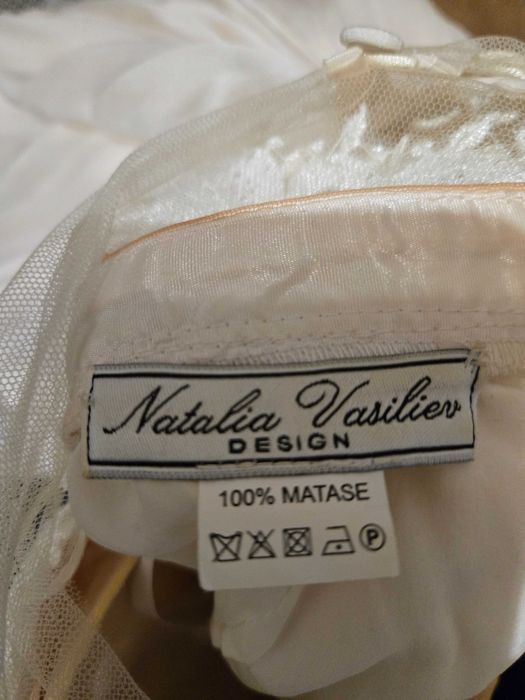 Natalia Vasiliev
DESIGN
100% MATASE
P